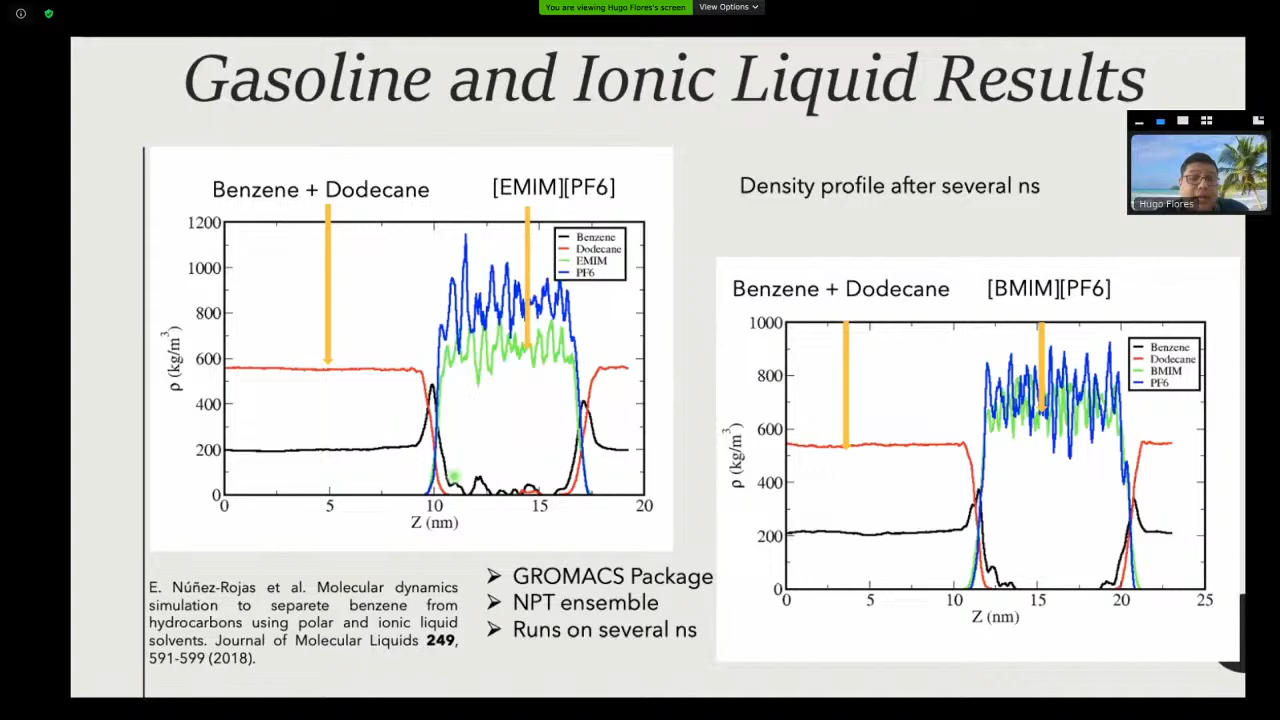 You are viewing Hugo Flores's screen
View Options
Gasoline and Ionic Liquid Results
Hugo Flores
Benzene + Dodecane
[EMIM][PF6]
1200
1000
800
600
400
200
0
ρ (kg/m³)
Benzene
Dodecane
EMIM
PF6
0
5
10
15
20
Z (nm)
Density profile after several ns
Benzene + Dodecane
[BMIM][PF6]
1000
800
600
400
200
0
ρ (kg/m³)
Benzene
Dodecane
BMIM
PF6
0
5
10
15
20
25
Z (nm)
E. Núñez-Rojas et al. Molecular dynamics
simulation to separete benzene from
hydrocarbons using polar and ionic liquid
solvents. Journal of Molecular Liquids 249,
591-599 (2018).
➢ GROMACS Package
➢ NPT ensemble
➢ Runs on several ns